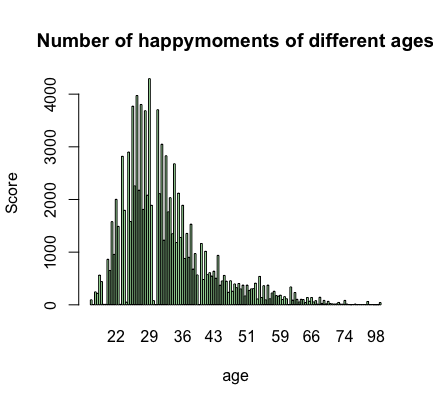 Number of happymoments of different ages
Score
4000
3000
2000
1000
0
22 29 36 43 51 59 66 74 98
age